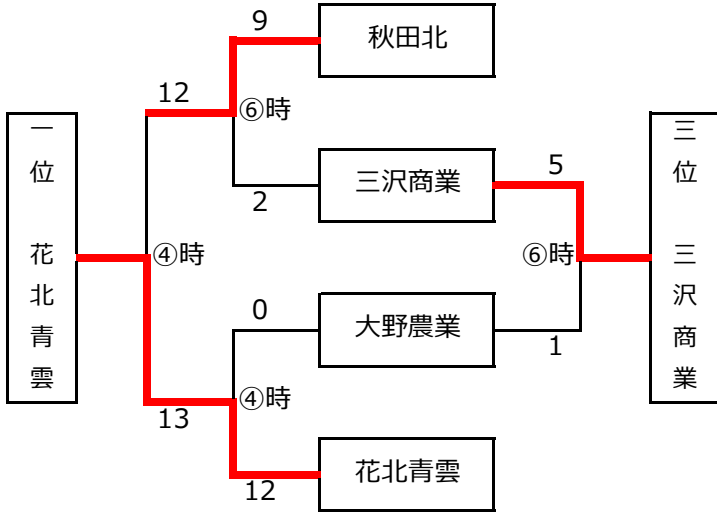 9
秋田北
12
⑥時
一位 花北青雲
三位 三沢商業
三沢商業
5
2
④時
⑥時
0
大野農業
1
④時
13
花北青雲
12